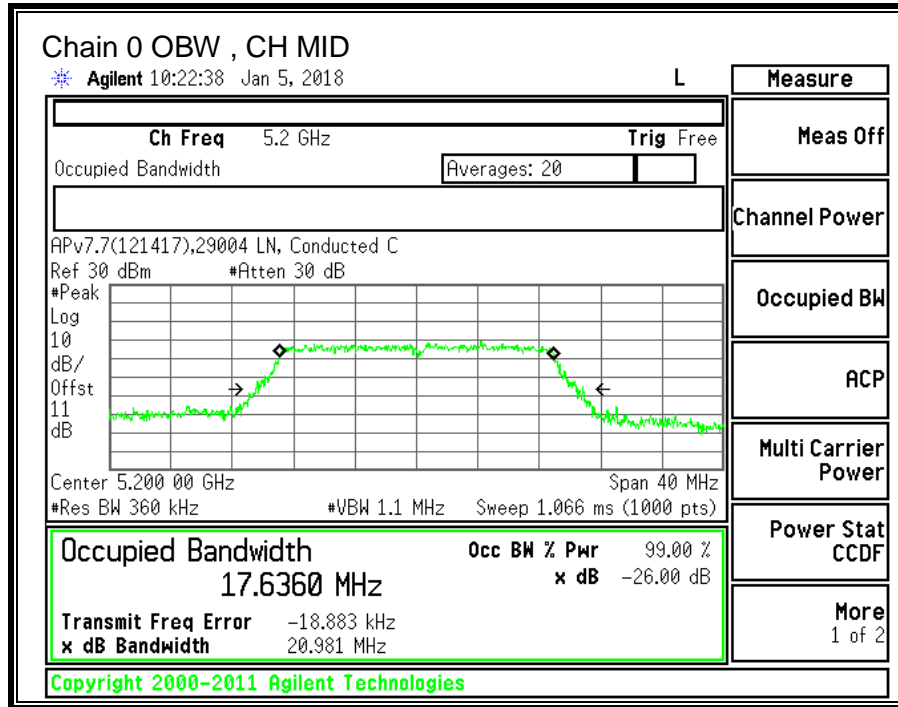 Chain 0 OBW , CH MID
Agilent 10:22:38 Jan 5, 2018 L
Measure
Ch Freq 5.2 GHz Trig Free
Occupied Bandwidth Averages: 20
APv7.7(121417),29004 LN, Conducted C
Ref 30 dBm #Atten 30 dB
#Peak
Log
10
dB/
Offst
11
dB
Center 5.200 00 GHz Span 40 MHz
#Res BW 360 kHz #VBW 1.1 MHz Sweep 1.066 ms (1000 pts)
Occupied Bandwidth Occ BW % Pwr 99.00 %
17.6360 MHz x dB -26.00 dB
Transmit Freq Error -18.883 kHz
x dB Bandwidth 20.981 MHz
Copyright 2000-2011 Agilent Technologies
Meas Off
Channel Power
Occupied BW
ACP
Multi Carrier
Power
Power Stat
CCDF
More
1 of 2